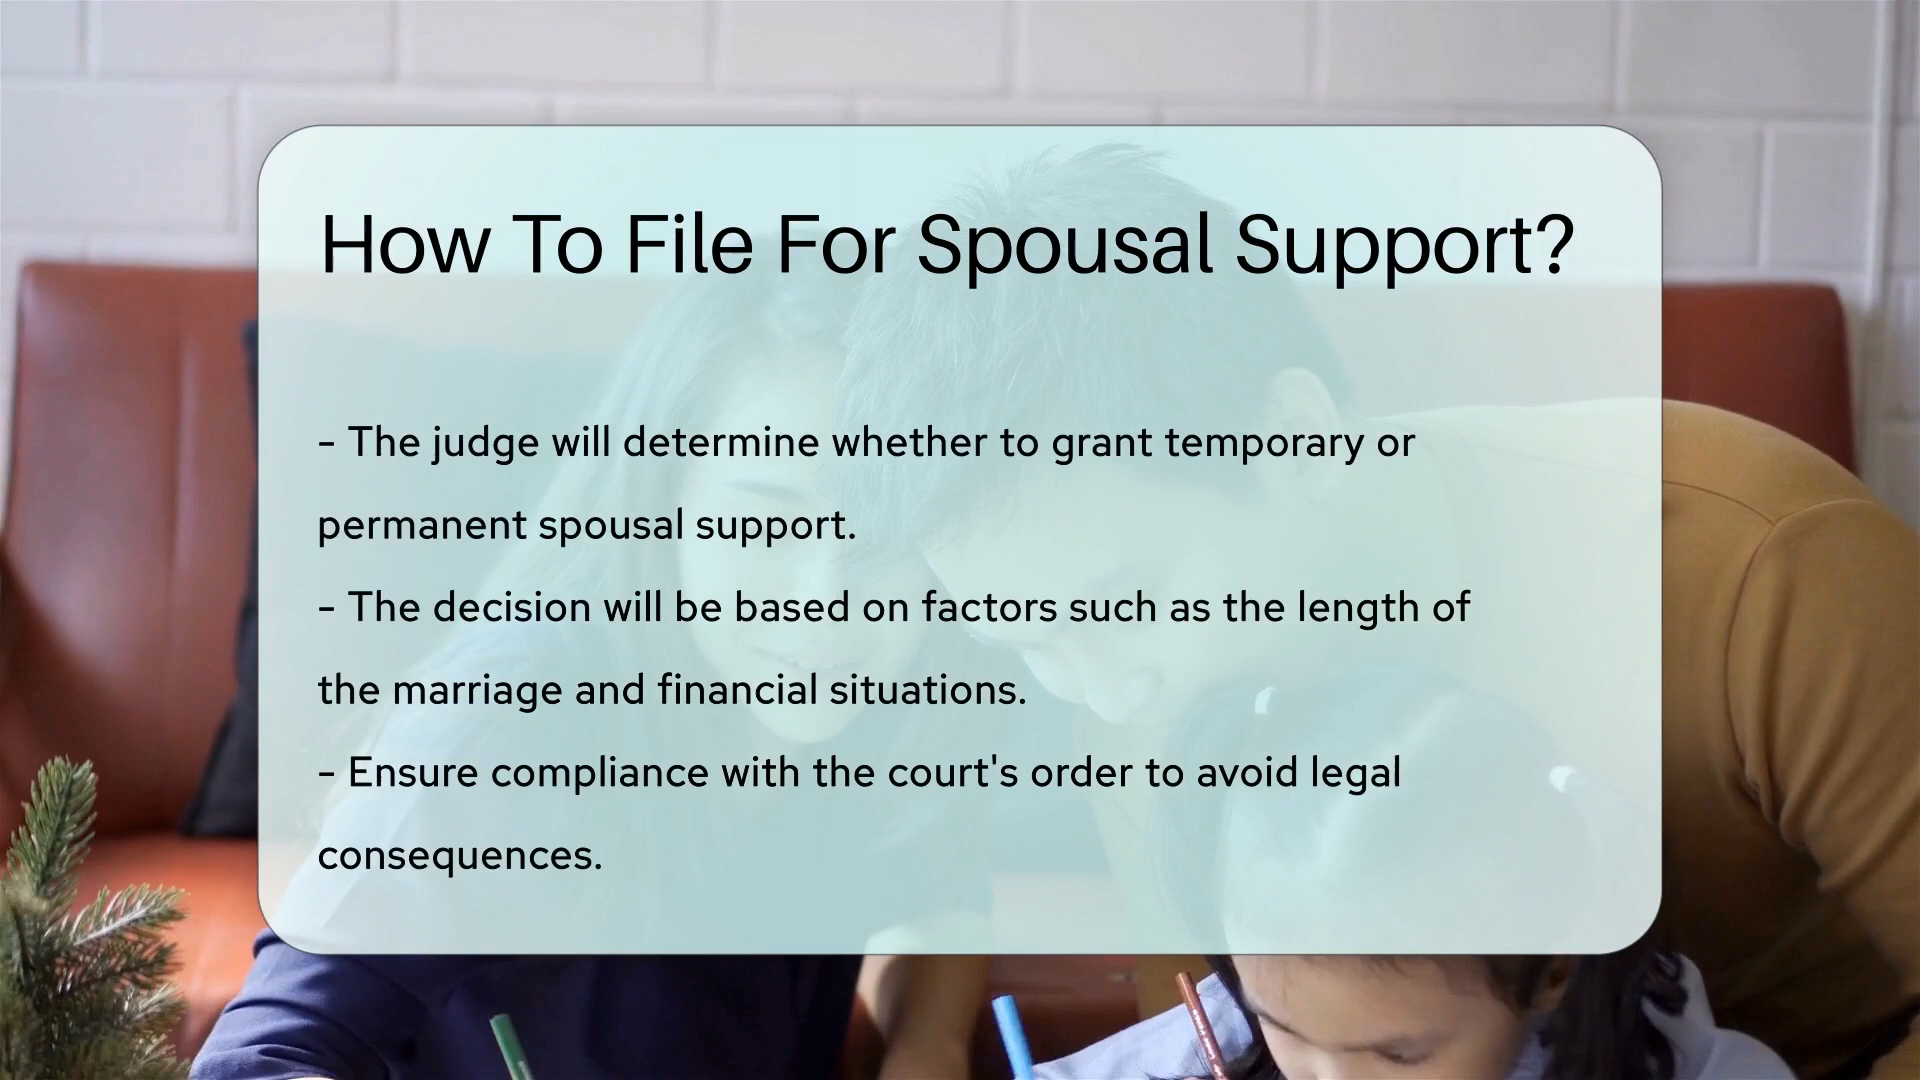 How To File For Spousal Support?
- The judge will determine whether to grant temporary or
permanent spousal support.
- The decision will be based on factors such as the length of
the marriage and financial situations.
- Ensure compliance with the court's order to avoid legal
consequences.